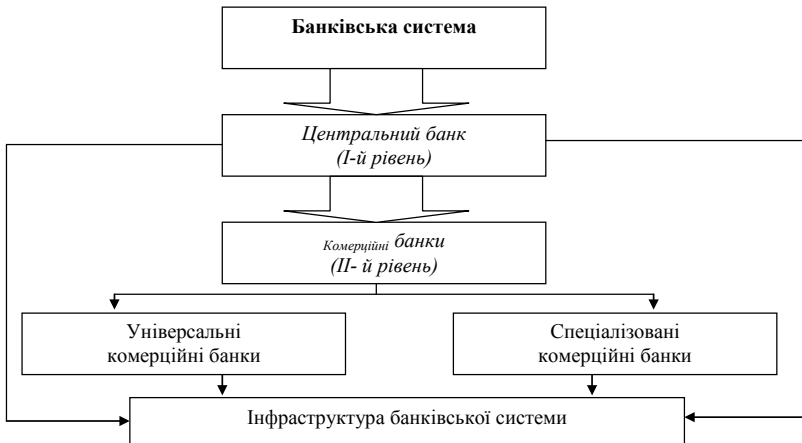 Банківська система
Центральний банк
(І-й рівень)
Комерційні банки
(ІІ- й рівень)
Універсальні
комерційні банки
Спеціалізовані
комерційні банки
Інфраструктура банківської системи